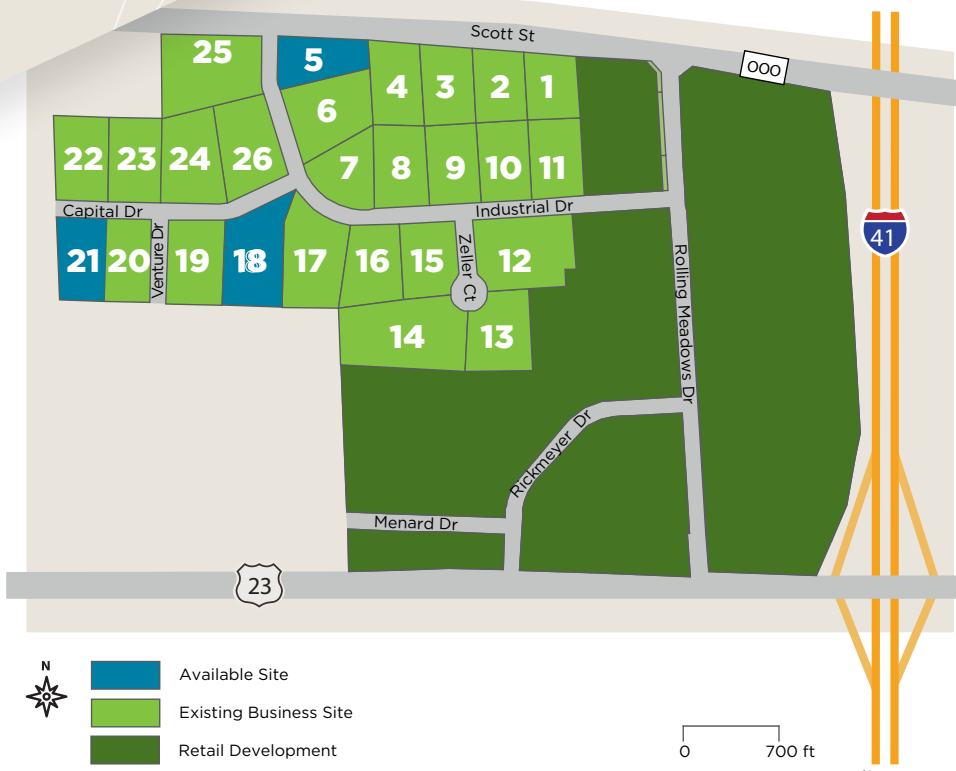 Scott St
OOO
25
5
4
3
2
1
6
22
23
24
26
7
8
9
10
11
Capital Dr
Industrial Dr
41
21
20
Venture Dr
19
18
17
16
15
Zeller Ct
12
Rolling Meadows Dr
14
13
Rickmeyer Dr
Menard Dr
23
N
Available Site
Existing Business Site
Retail Development
0 700 ft